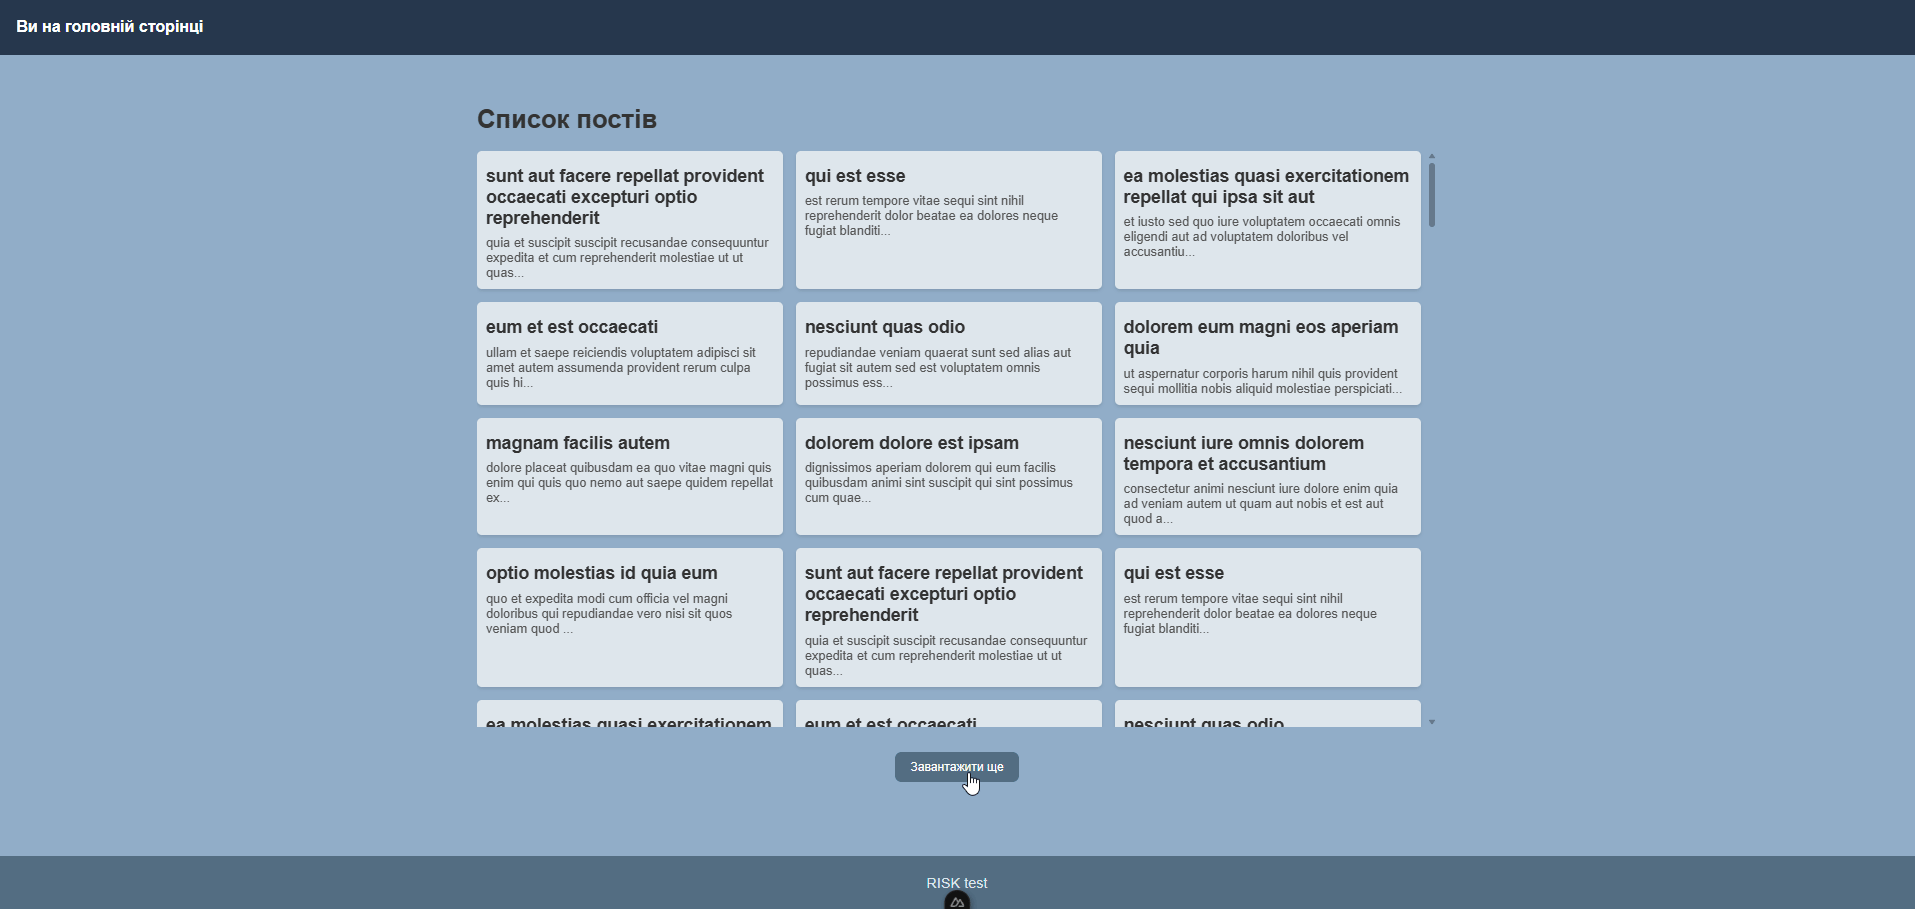 Ви на головній сторінці
Список постів
sunt aut facere repellat provident
occaecati excepturi optio
reprehenderit
quia et suscipit suscipit recusandae consequuntur
expedita et cum reprehenderit molestiae ut ut
quas...
qui est esse
est rerum tempore vitae sequi sint nihil
reprehenderit dolor beatae ea dolores neque
fugiat blanditi...
ea molestias quasi exercitationem
repellat qui ipsa sit aut
et iusto sed quo iure voluptatem occaecati omnis
eligendi aut ad voluptatem doloribus vel
accusantiu...
eum et est occaecati
ullam et saepe reiciendis voluptatem adipisci sit
amet autem assumenda provident rerum culpa
quis hi...
nesciunt quas odio
repudiandae veniam quaerat sunt sed alias aut
fugiat sit autem sed est voluptatem omnis
possimus ess...
dolorem eum magni eos aperiam
quia
ut aspernatur corporis harum nihil quis provident
sequi mollitia nobis aliquid molestiae perspiciati...
magnam facilis autem
dolore placeat quibusdam ea quo vitae magni quis
enim qui quis quo nemo aut saepe quidem repellat
ex...
dolorem dolore est ipsam
dignissimos aperiam dolorem qui eum facilis
quibusdam animi sint suscipit qui sint possimus
cum quae...
nesciunt iure omnis dolorem
tempora et accusantium
consectetur animi nesciunt iure dolore enim quia
ad veniam autem ut quam aut nobis et est aut
quod a...
optio molestias id quia eum
quo et expedita modi cum officia vel magni
doloribus qui repudiandae vero nisi sit quos
veniam quod ...
sunt aut facere repellat provident
occaecati excepturi optio
reprehenderit
quia et suscipit suscipit recusandae consequuntur
expedita et cum reprehenderit molestiae ut ut
quas...
qui est esse
est rerum tempore vitae sequi sint nihil
reprehenderit dolor beatae ea dolores neque
fugiat blanditi...
ea molestias quasi exercitationem
eum et est occaecati
nesciunt quas odio
Завантажити ще
RISK test